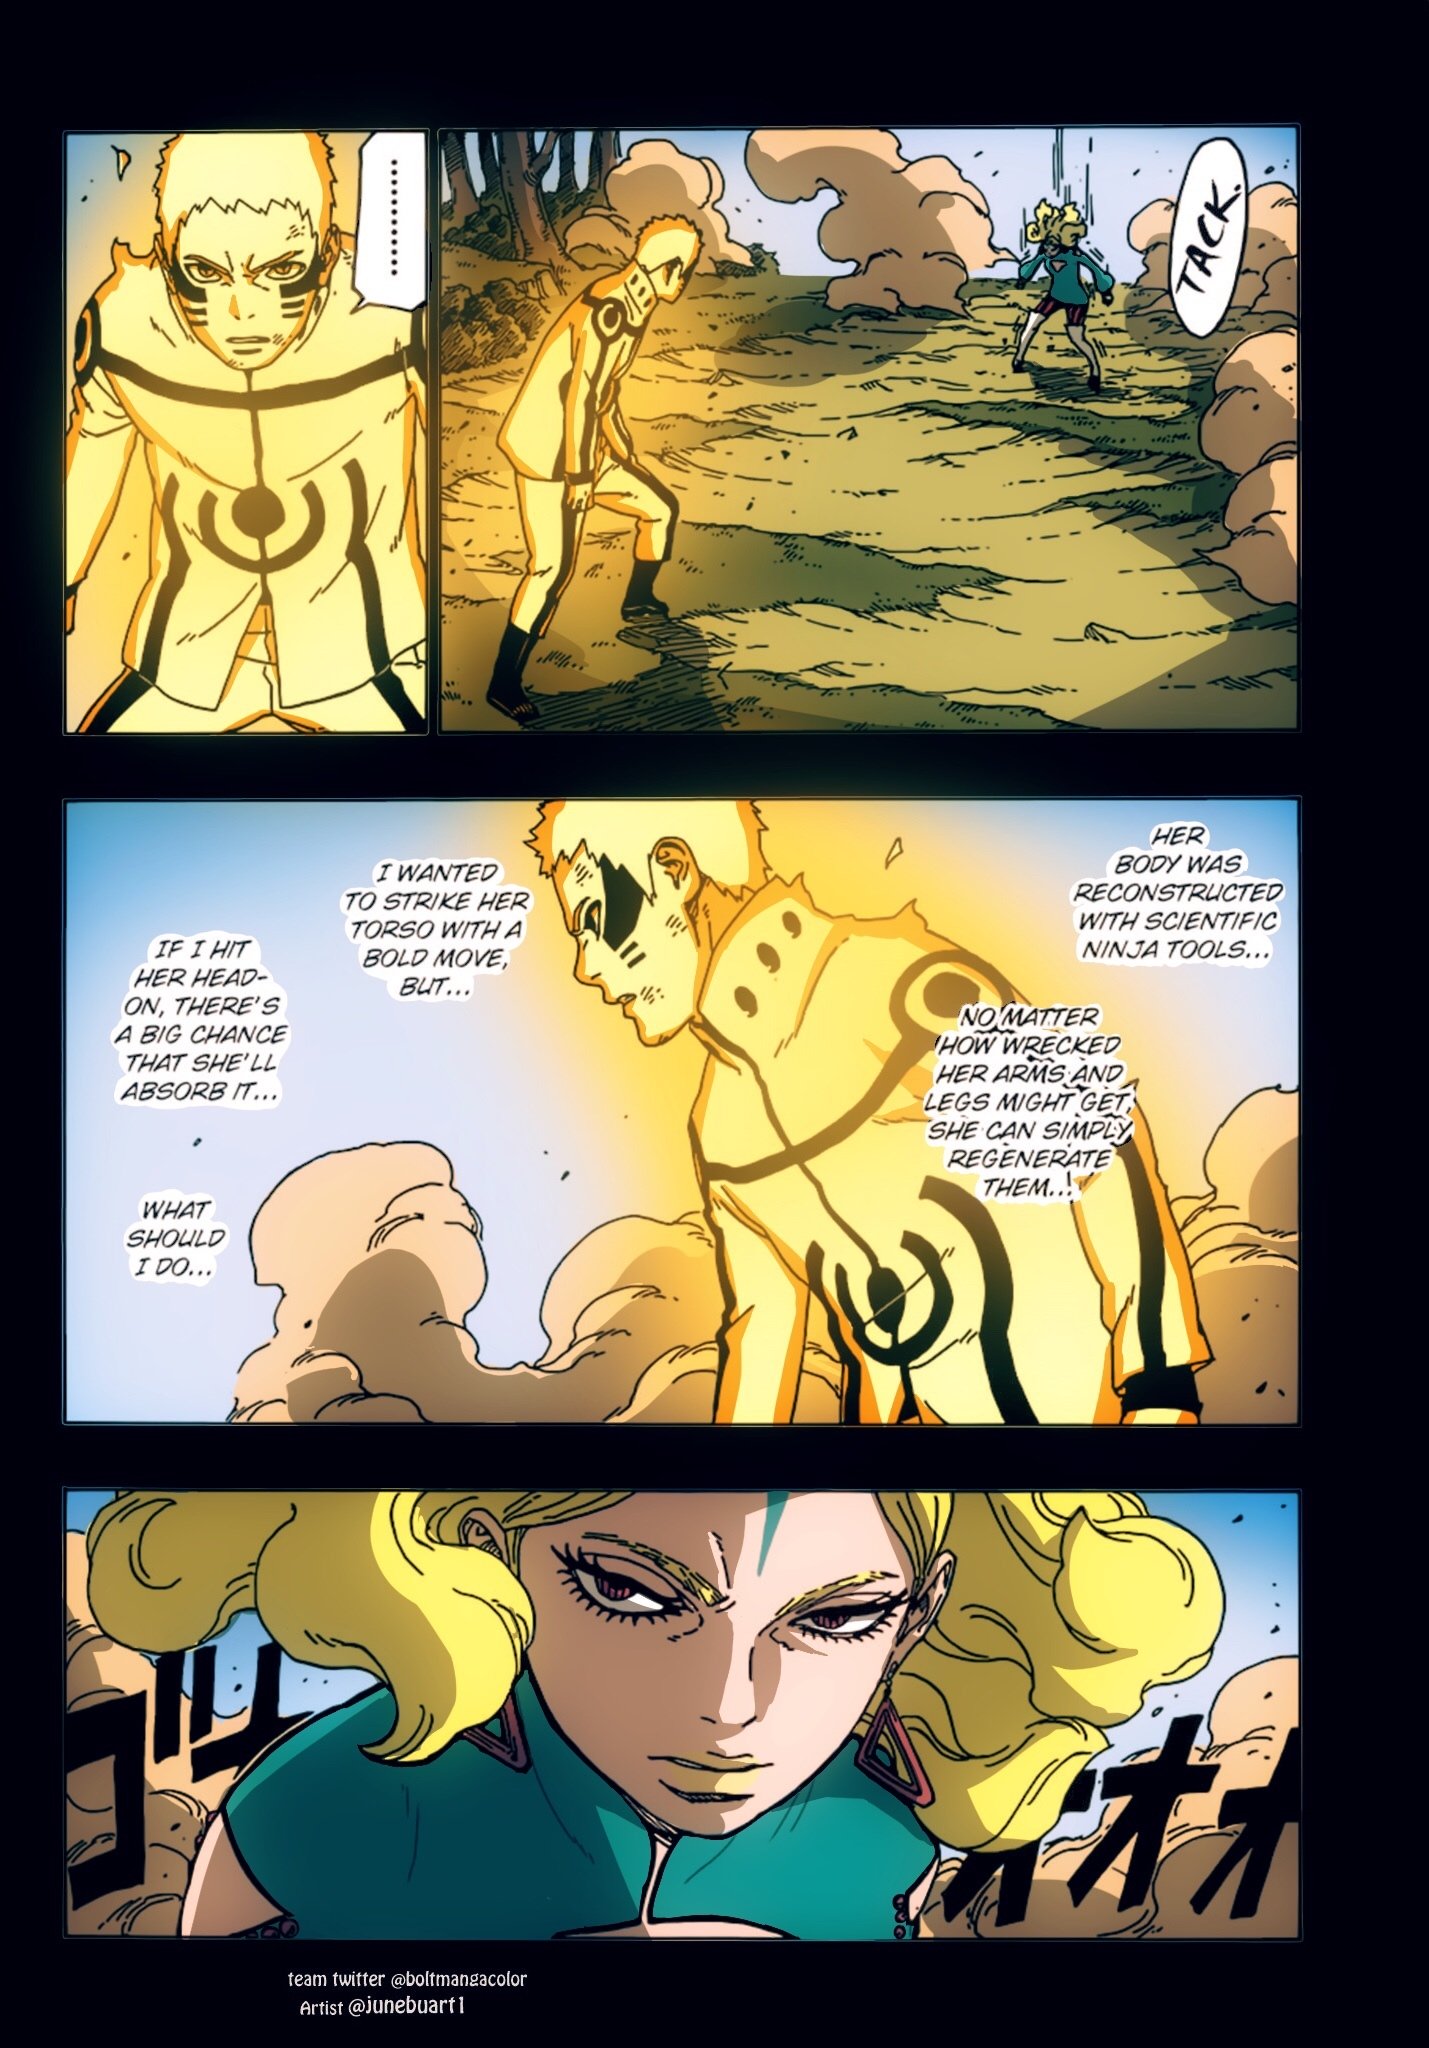 TACK.
............
HER
BODY WAS
RECONSTRUCTED
WITH SCIENTIFIC
NINJA TOOLS...
NO MATTER
HOW WRECKED
HER ARMS AND
LEGS MIGHT GET,
SHE CAN SIMPLY
REGENERATE
THEM...
I WANTED
TO STRIKE HER
TORSO WITH A
BOLD MOVE,
BUT...
IF I HIT
HER HEAD-
ON, THERE'S
A BIG CHANCE
THAT SHE'LL
ABSORB IT...
WHAT
SHOULD
I DO...
ゴゴゴ
オオオ
team twitter @boltmangacolor
Artist @junebuart1